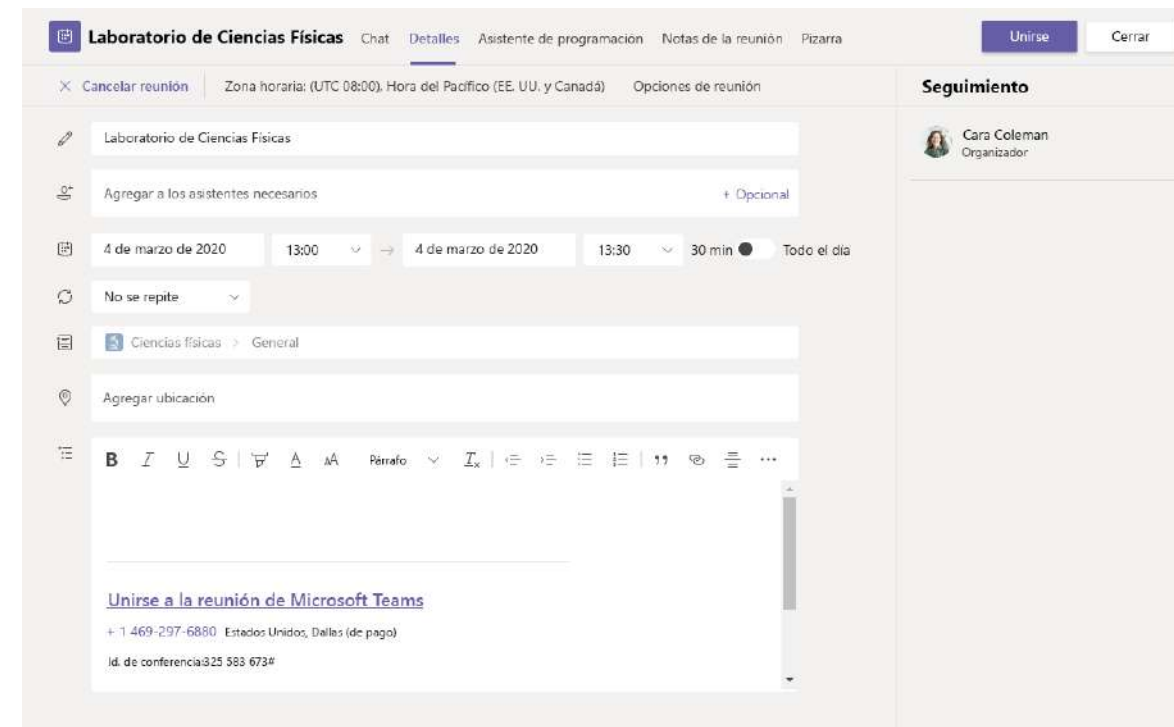 Laboratorio de Ciencias Físicas Chat Detalles Asistente de programación Notas de la reunión Pizarra Unirse Cerrar
Cancelar reunión Zona horaria: (UTC 08:00), Hora del Pacífico (EE. UU. y Canadá) Opciones de reunión
Seguimiento
Laboratorio de Ciencias Físicas
Cara Coleman
Organizador
Agregar a los asistentes necesarios + Opcional
4 de marzo de 2020 13:00 → 4 de marzo de 2020 13:30 30 min Todo el día
No se repite
Ciencias físicas > General
Agregar ubicación
B I U S A AA Párrafo
Unirse a la reunión de Microsoft Teams
+ 1 469-297-6880 Estados Unidos, Dallas (de pago)
Id. de conferencia:325 583 673#